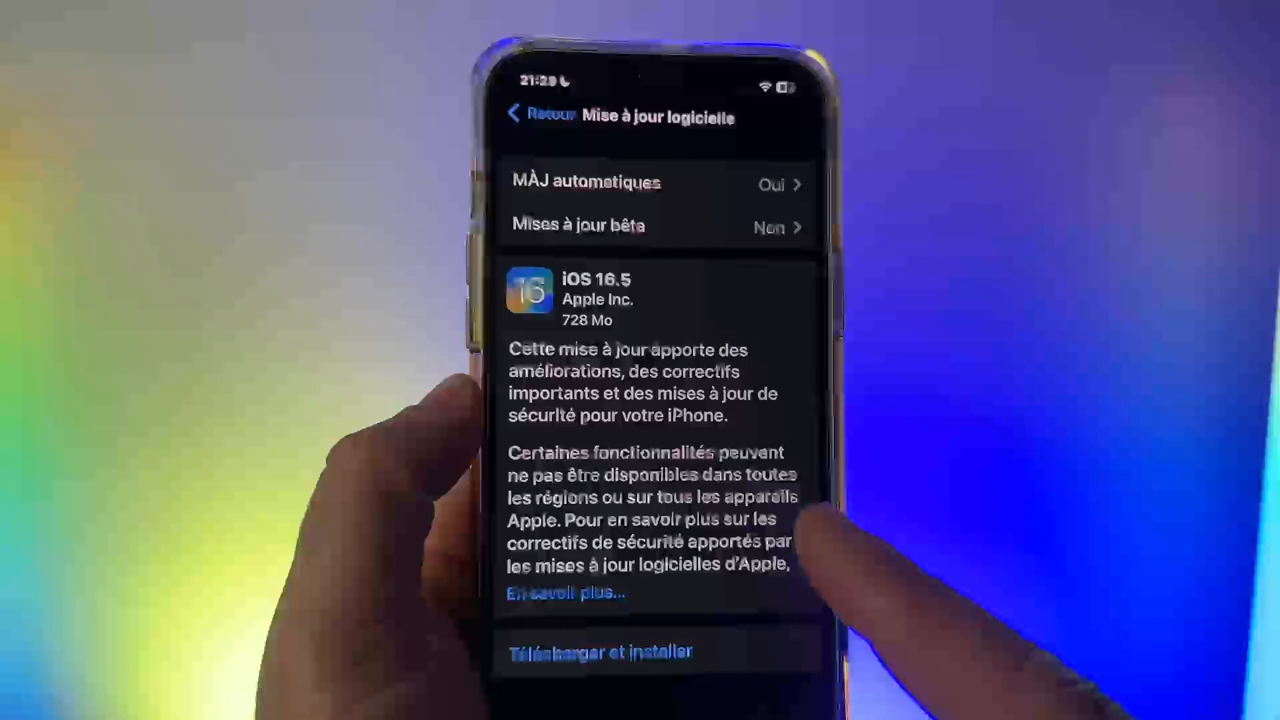 21:29
Retour Mise à jour logicielle
MÀJ automatiques Oui
Mises à jour bêta Non
16 iOS 16.5
Apple Inc.
728 Mo
Cette mise à jour apporte des
améliorations, des correctifs
importants et des mises à jour de
sécurité pour votre iPhone.
Certaines fonctionnalités peuvent
ne pas être disponibles dans toutes
les régions ou sur tous les appareils
Apple. Pour en savoir plus sur les
correctifs de sécurité apportés par
les mises à jour logicielles d'Apple,
En savoir plus...
Télécharger et installer